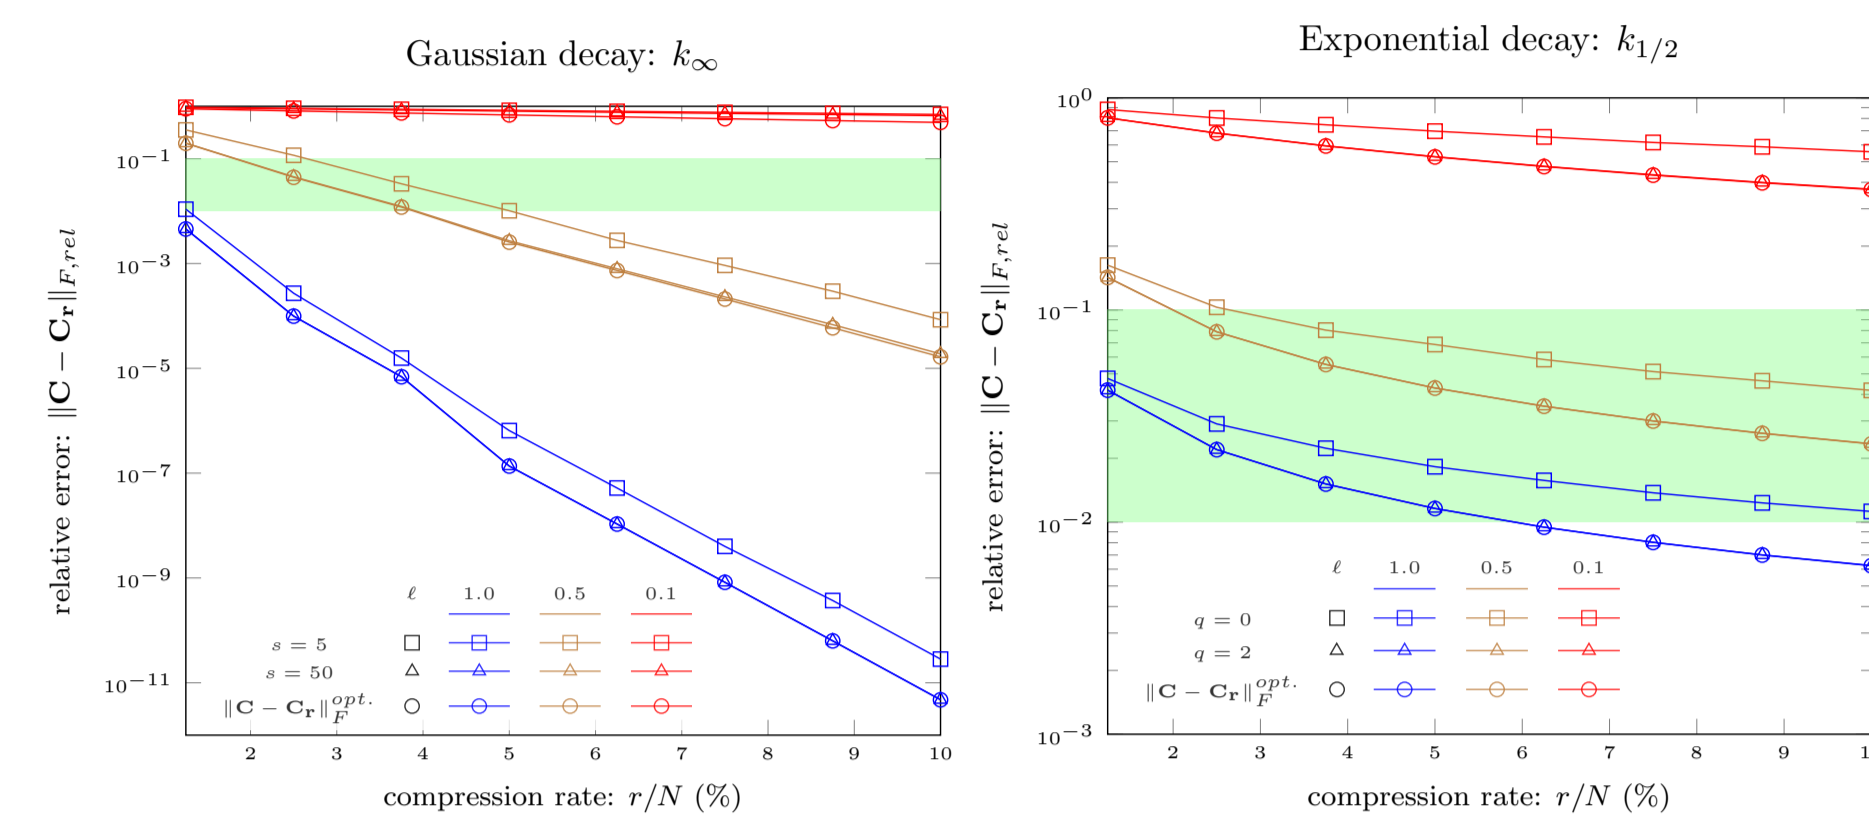 Gaussian decay: k∞
relative error: ‖C − Cr‖F,rel
10−1
10−3
10−5
10−7
10−9
10−11
ℓ 1.0 0.5 0.1
s = 5
s = 50
‖C − Cr‖F opt.
2 3 4 5 6 7 8 9 10
compression rate: r/N (%)
Exponential decay: k1/2
relative error: ‖C − Cr‖F,rel
100
10−1
10−2
10−3
ℓ 1.0 0.5 0.1
q = 0
q = 2
‖C − Cr‖F opt.
2 3 4 5 6 7 8 9 1
compression rate: r/N (%)